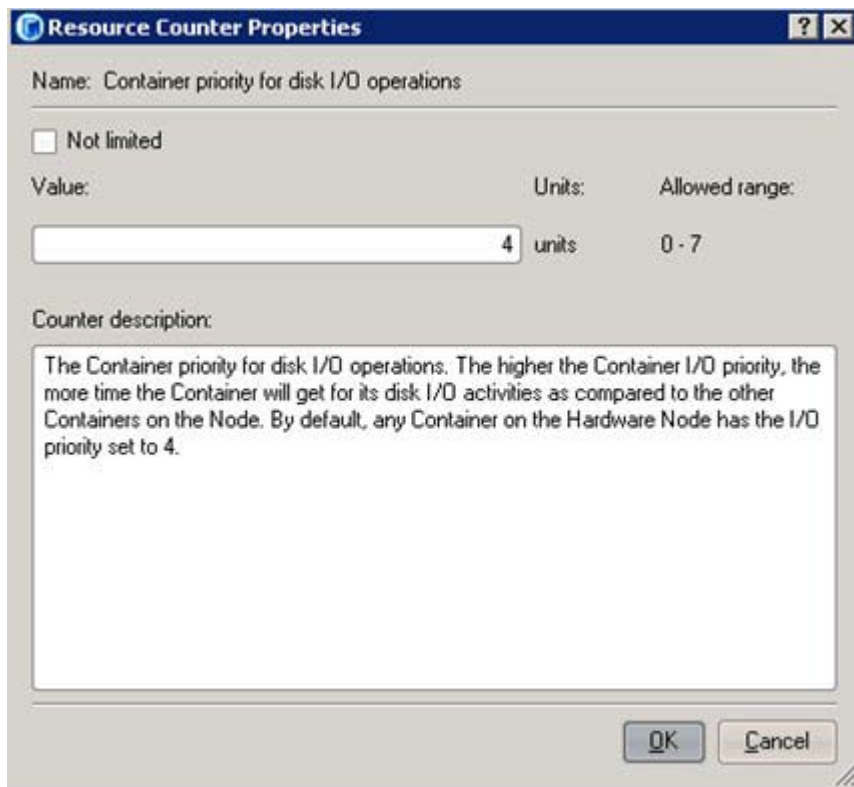 Resource Counter Properties
Name: Container priority for disk I/O operations
Not limited
Value: Units: Allowed range:
4 units 0 - 7
Counter description:
The Container priority for disk I/O operations. The higher the Container I/O priority, the
more time the Container will get for its disk I/O activities as compared to the other
Containers on the Node. By default, any Container on the Hardware Node has the I/O
priority set to 4.
OK Cancel